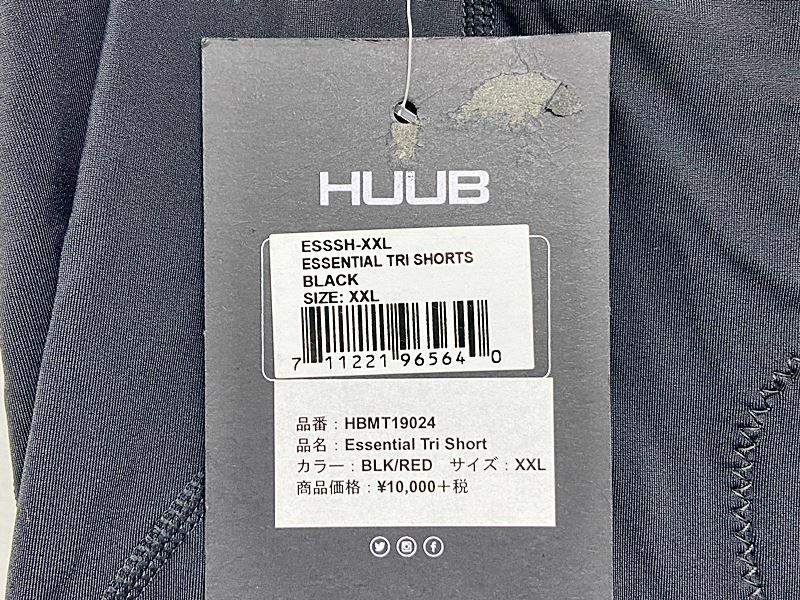 HUUB
ESSSH-XXL
ESSENTIAL TRI SHORTS
BLACK
SIZE: XXL
7 11221 96564 0
品番：HBMT19024
品名：Essential Tri Short
カラー：BLK/RED　サイズ：XXL
商品価格：¥10,000＋税